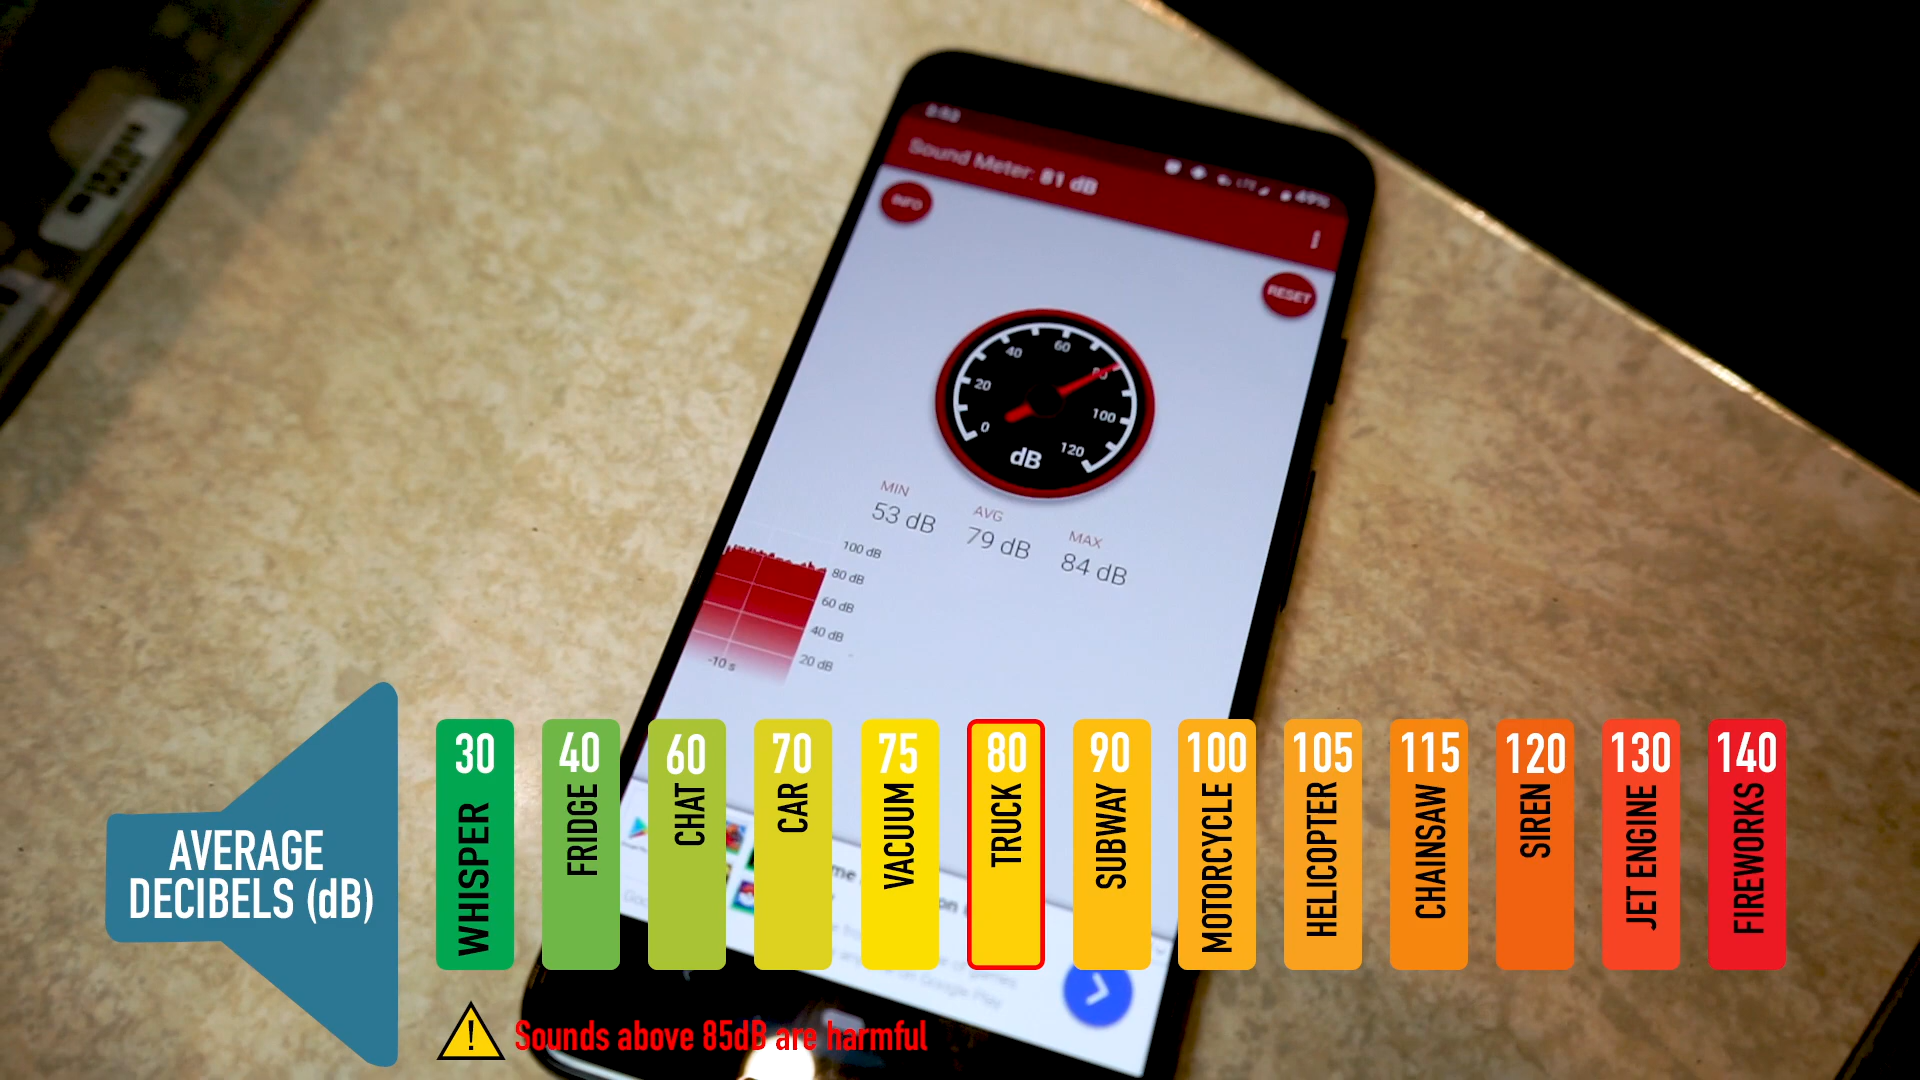 Sound Meter: 81 dB
LTE
49%
INFO
RESET
0
20
40
60
80
100
120
dB
MIN
53 dB
AVG
79 dB
MAX
84 dB
100 dB
80 dB
60 dB
40 dB
20 dB
-10 s
AVERAGE
DECIBELS (dB)
30
WHISPER
40
FRIDGE
60
CHAT
70
CAR
75
VACUUM
80
TRUCK
90
SUBWAY
100
MOTORCYCLE
105
HELICOPTER
115
CHAINSAW
120
SIREN
130
JET ENGINE
140
FIREWORKS
Sounds above 85dB are harmful